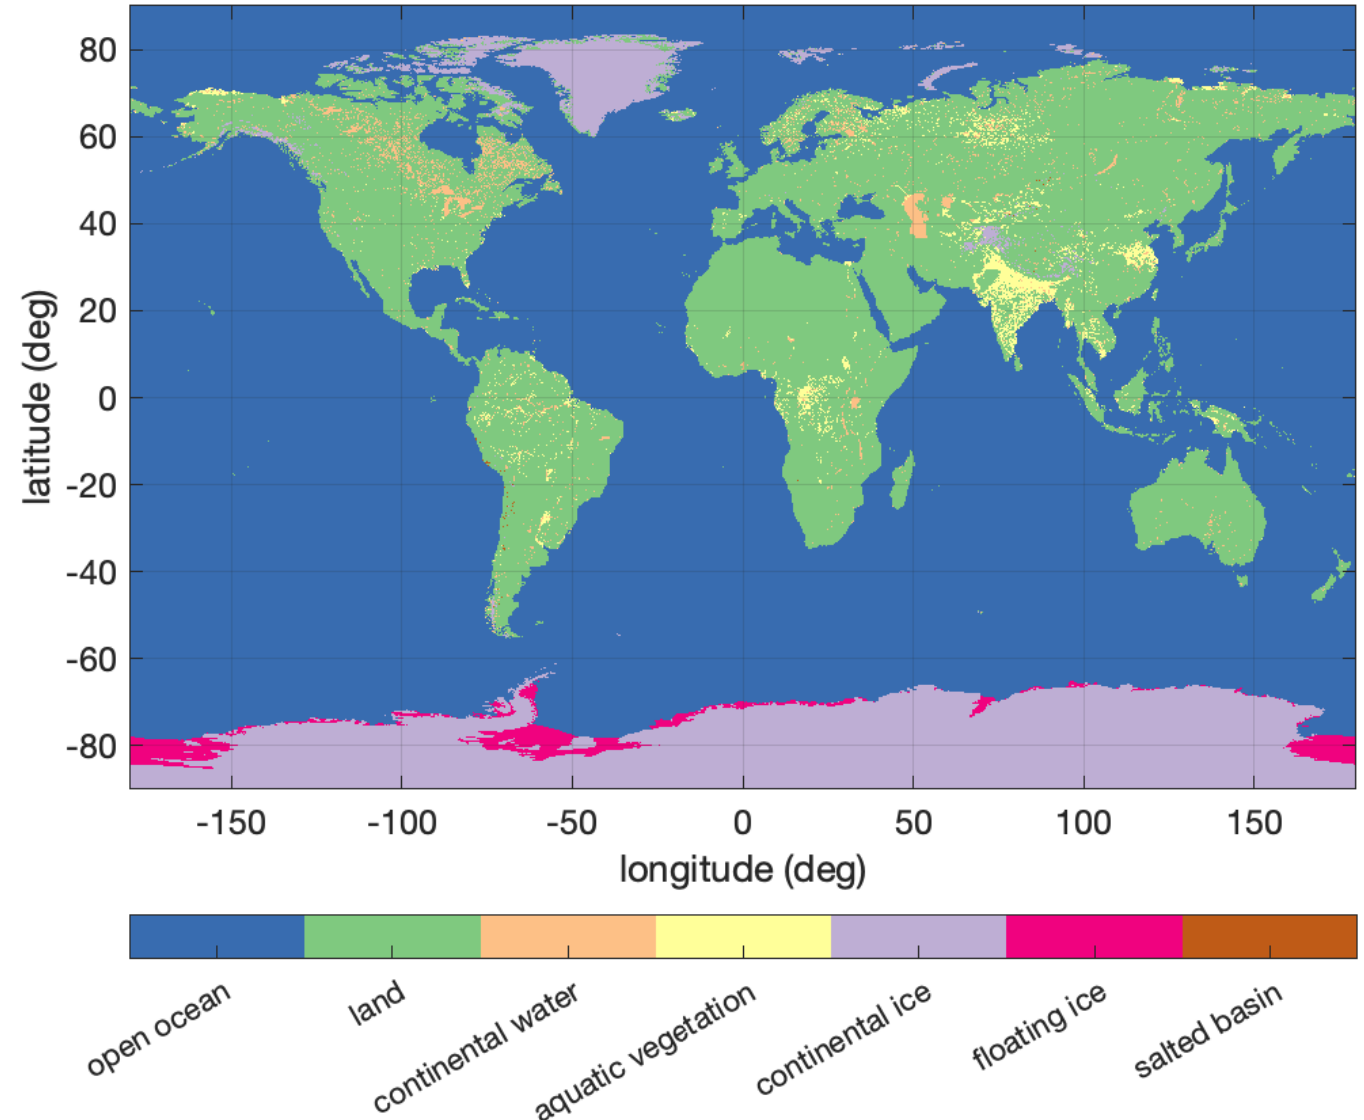 80
60
40
20
0
-20
-40
-60
-80
latitude (deg)
-150 -100 -50 0 50 100 150
longitude (deg)
open ocean
land
continental water
aquatic vegetation
continental ice
floating ice
salted basin